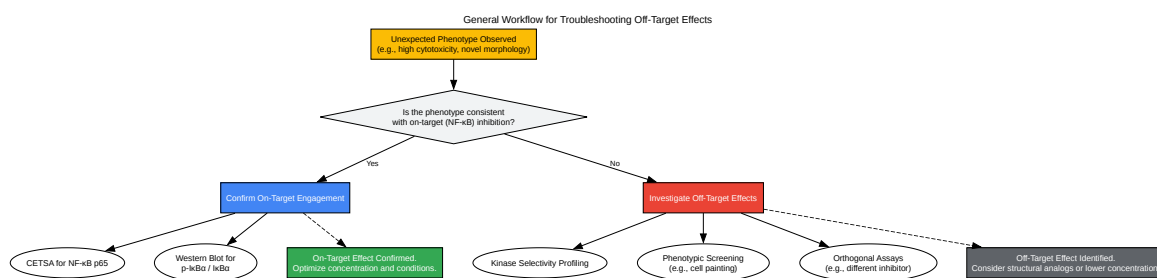 General Workflow for Troubleshooting Off-Target Effects
Unexpected Phenotype Observed
(e.g., high cytotoxicity, novel morphology)
Is the phenotype consistent
with on-target (NF-κB) inhibition?
Yes
No
Confirm On-Target Engagement
Investigate Off-Target Effects
CETSA for NF-κB p65
Western Blot for
p-IκBα / IκBα
On-Target Effect Confirmed.
Optimize concentration and conditions.
Kinase Selectivity Profiling
Phenotypic Screening
(e.g., cell painting)
Orthogonal Assays
(e.g., different inhibitor)
Off-Target Effect Identified.
Consider structural analogs or lower concentration